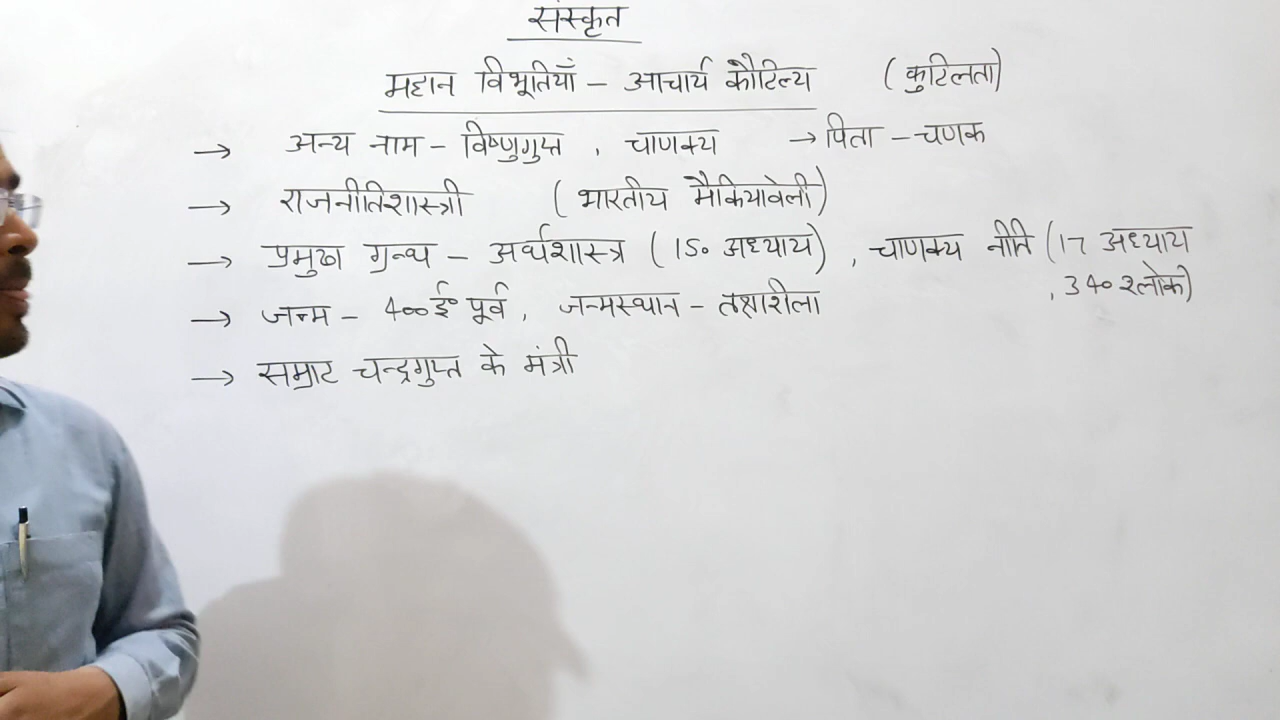 संस्कृत
महान विभूतियाँ – आचार्य कौटिल्य (कुटिलता)
→ अन्य नाम – विष्णुगुप्त , चाणक्य → पिता – चणक
→ राजनीतिशास्त्री (भारतीय मैकियावेली)
→ प्रमुख ग्रन्थ – अर्थशास्त्र (150 अध्याय) , चाणक्य नीति (17 अध्याय
, 340 श्लोक)
→ जन्म – 400 ई० पूर्व , जन्मस्थान – तक्षशिला
→ सम्राट चन्द्रगुप्त के मंत्री